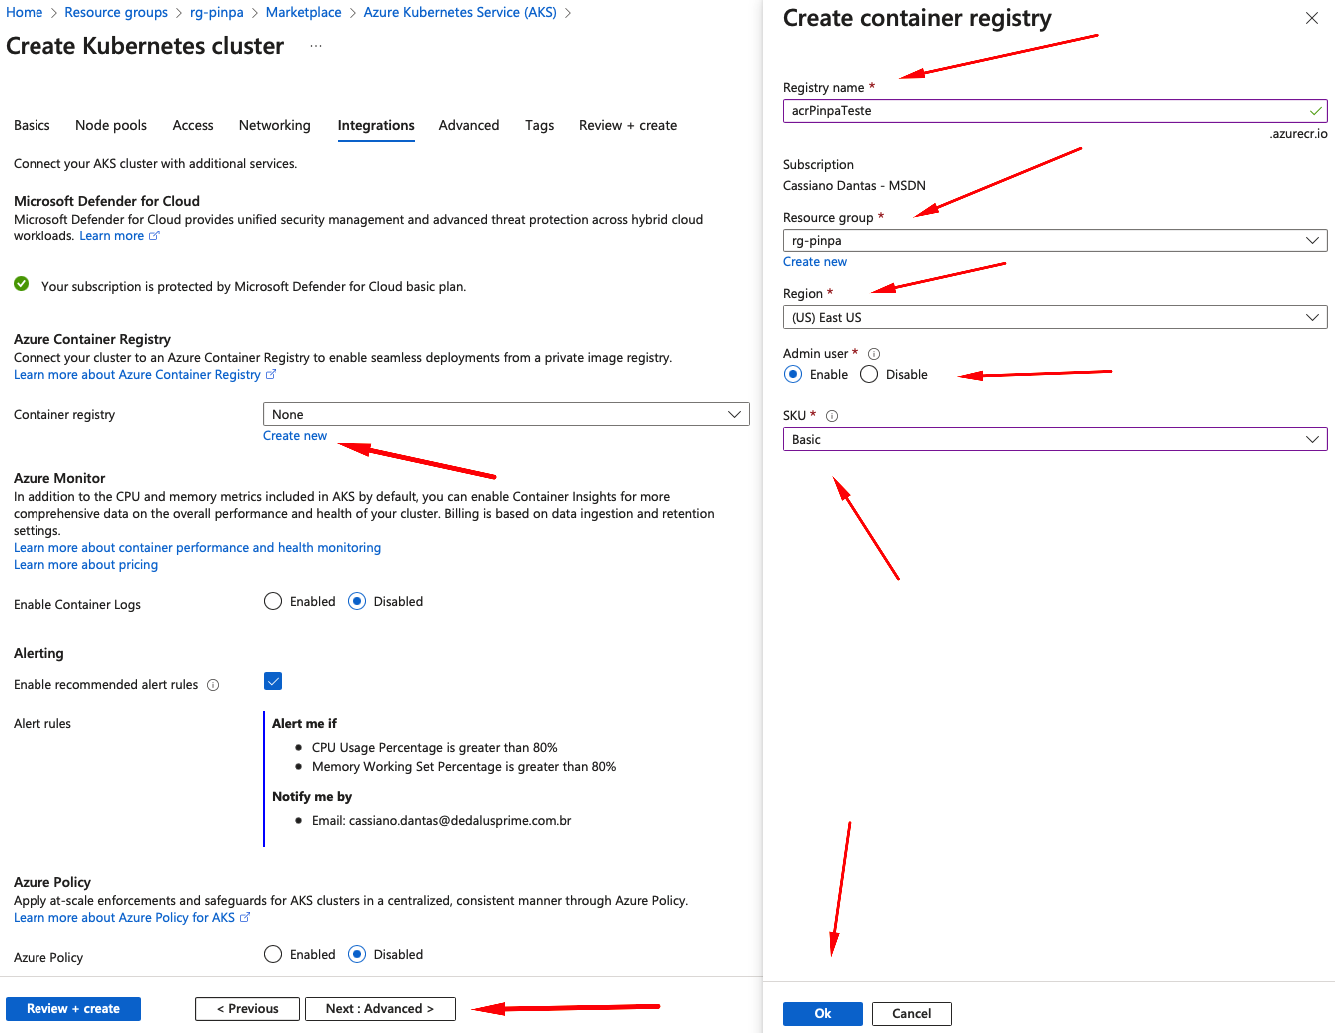 Home > Resource groups > rg-pinpa > Marketplace > Azure Kubernetes Service (AKS) >
Create Kubernetes cluster ...
Basics Node pools Access Networking Integrations Advanced Tags Review + create
Connect your AKS cluster with additional services.
Microsoft Defender for Cloud
Microsoft Defender for Cloud provides unified security management and advanced threat protection across hybrid cloud
workloads. Learn more
Your subscription is protected by Microsoft Defender for Cloud basic plan.
Azure Container Registry
Connect your cluster to an Azure Container Registry to enable seamless deployments from a private image registry.
Learn more about Azure Container Registry
Container registry None
Create new
Azure Monitor
In addition to the CPU and memory metrics included in AKS by default, you can enable Container Insights for more
comprehensive data on the overall performance and health of your cluster. Billing is based on data ingestion and retention
settings.
Learn more about container performance and health monitoring
Learn more about pricing
Enable Container Logs Enabled Disabled
Alerting
Enable recommended alert rules
Alert rules Alert me if
• CPU Usage Percentage is greater than 80%
• Memory Working Set Percentage is greater than 80%
Notify me by
• Email: cassiano.dantas@dedalusprime.com.br
Azure Policy
Apply at-scale enforcements and safeguards for AKS clusters in a centralized, consistent manner through Azure Policy.
Learn more about Azure Policy for AKS
Azure Policy Enabled Disabled
Review + create < Previous Next : Advanced >
Create container registry
Registry name *
acrPinpaTeste
.azurecr.io
Subscription
Cassiano Dantas - MSDN
Resource group *
rg-pinpa
Create new
Region *
(US) East US
Admin user *
Enable Disable
SKU *
Basic
Ok Cancel